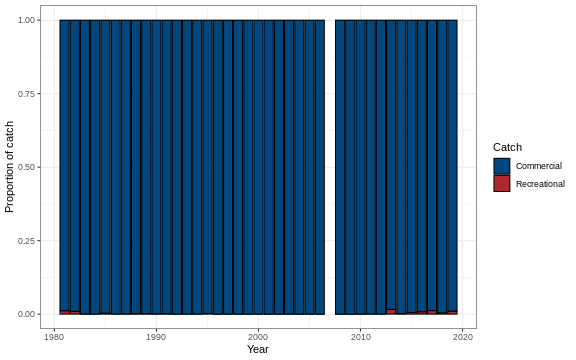 1.00
0.75
0.50
0.25
0.00
Proportion of catch
1980
1990
2000
2010
2020
Year
Catch
Commercial
Recreational